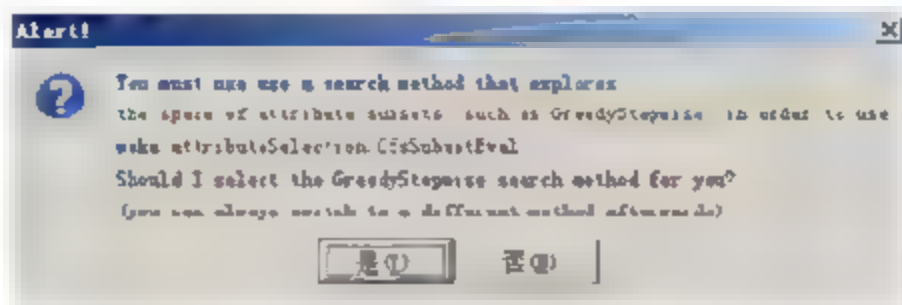 Alert!
You must use use a search method that explores
the space of attribute subsets such as GreedyStepwise in order to use
weka attributeSelection CfsSubsetEval
Should I select the GreedyStepwise search method for you?
(you can always switch to a different method afterwards)
是(Y) 否(N)